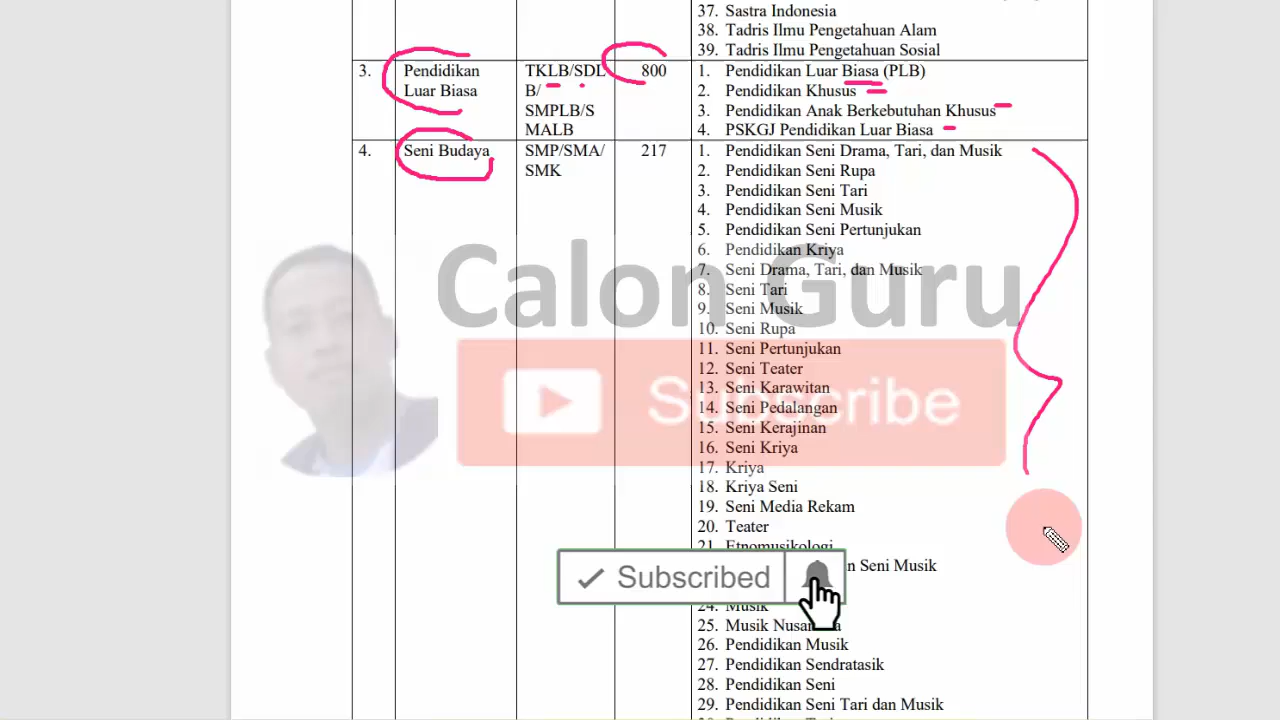 37. Sastra Indonesia
38. Tadris Ilmu Pengetahuan Alam
39. Tadris Ilmu Pengetahuan Sosial
3. Pendidikan Luar Biasa
TKLB/SDL
B/
SMPLB/S
MALB
800
1. Pendidikan Luar Biasa (PLB)
2. Pendidikan Khusus
3. Pendidikan Anak Berkebutuhan Khusus
4. PSKGJ Pendidikan Luar Biasa
4. Seni Budaya
SMP/SMA/
SMK
217
1. Pendidikan Seni Drama, Tari, dan Musik
2. Pendidikan Seni Rupa
3. Pendidikan Seni Tari
4. Pendidikan Seni Musik
5. Pendidikan Seni Pertunjukan
6. Pendidikan Kriya
7. Seni Drama, Tari, dan Musik
8. Seni Tari
9. Seni Musik
10. Seni Rupa
11. Seni Pertunjukan
12. Seni Teater
13. Seni Karawitan
14. Seni Pedalangan
15. Seni Kerajinan
16. Seni Kriya
17. Kriya
18. Kriya Seni
19. Seni Media Rekam
20. Teater
21. Etnomusikologi
n Seni Musik
24. Musik
25. Musik Nusantara
26. Pendidikan Musik
27. Pendidikan Sendratasik
28. Pendidikan Seni
29. Pendidikan Seni Tari dan Musik
Calon Guru
Subscribe
Subscribed